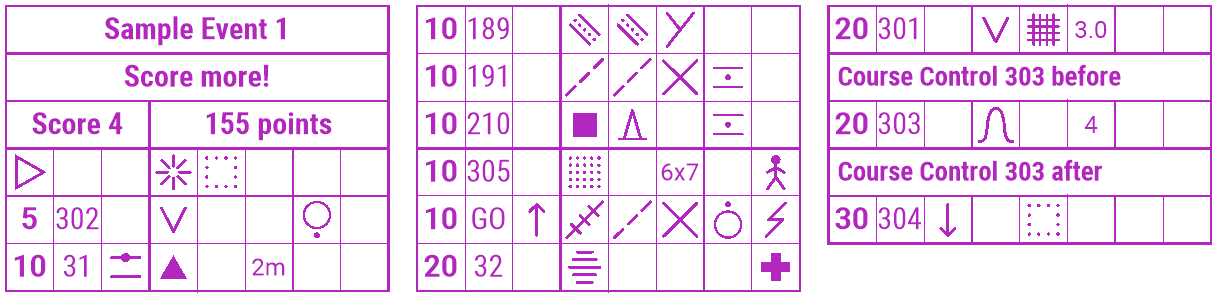 Sample Event 1
Score more!
Score 4 155 points
5 302
10 31 2m
10 189
10 191
10 210
10 305 6x7
10 GO
20 32
20 301 3.0
Course Control 303 before
20 303 4
Course Control 303 after
30 304